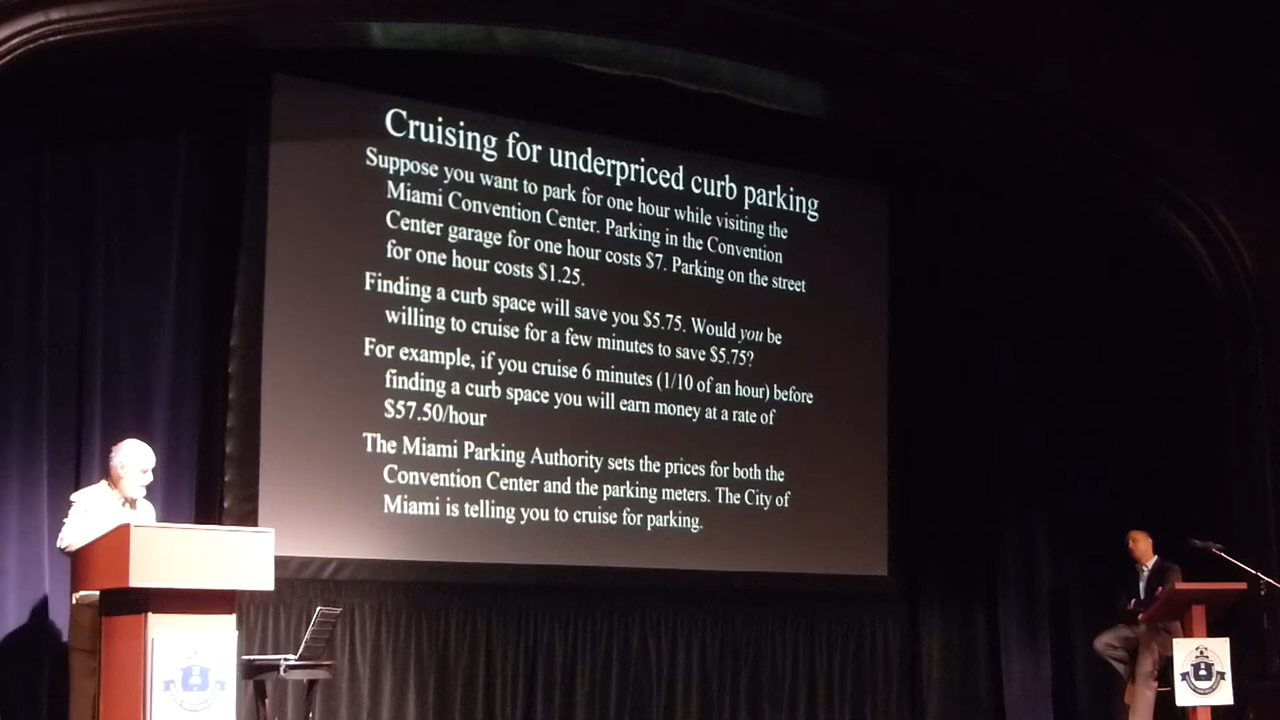 Cruising for underpriced curb parking
Suppose you want to park for one hour while visiting the
Miami Convention Center. Parking in the Convention
Center garage for one hour costs $7. Parking on the street
for one hour costs $1.25.
Finding a curb space will save you $5.75. Would you be
willing to cruise for a few minutes to save $5.75?
For example, if you cruise 6 minutes (1/10 of an hour) before
finding a curb space you will earn money at a rate of
$57.50/hour
The Miami Parking Authority sets the prices for both the
Convention Center and the parking meters. The City of
Miami is telling you to cruise for parking.